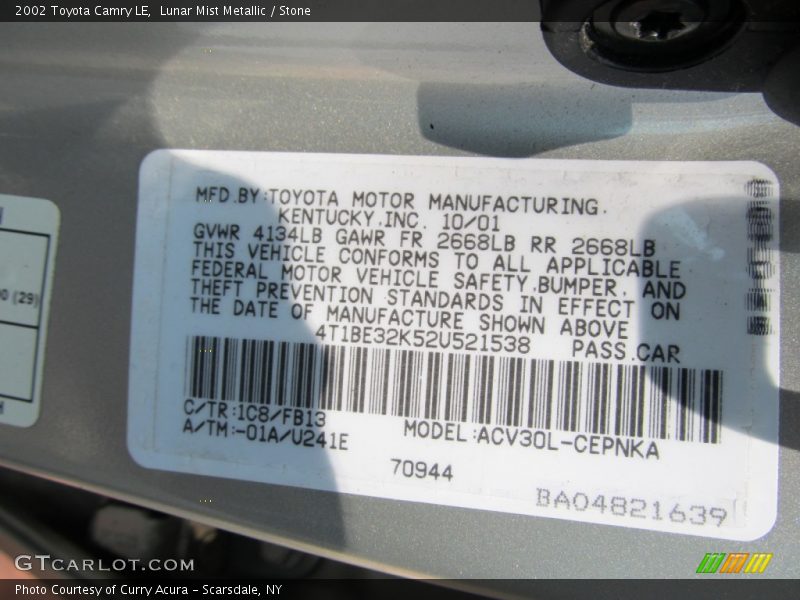 2002 Toyota Camry LE,  Lunar Mist Metallic / Stone
MFD.BY:TOYOTA MOTOR MANUFACTURING.
KENTUCKY,INC. 10/01
GVWR 4134LB GAWR FR 2668LB RR 2668LB
THIS VEHICLE CONFORMS TO ALL APPLICABLE
FEDERAL MOTOR VEHICLE SAFETY,BUMPER, AND
THEFT PREVENTION STANDARDS IN EFFECT ON
THE DATE OF MANUFACTURE SHOWN ABOVE
4T1BE32K52U521538 PASS.CAR
C/TR:1C8/FB13
A/TM:-01A/U241E
MODEL:ACV30L-CEPNKA
70944
BA04821639
(29)
GTCARLOT.COM
Photo Courtesy of Curry Acura - Scarsdale, NY